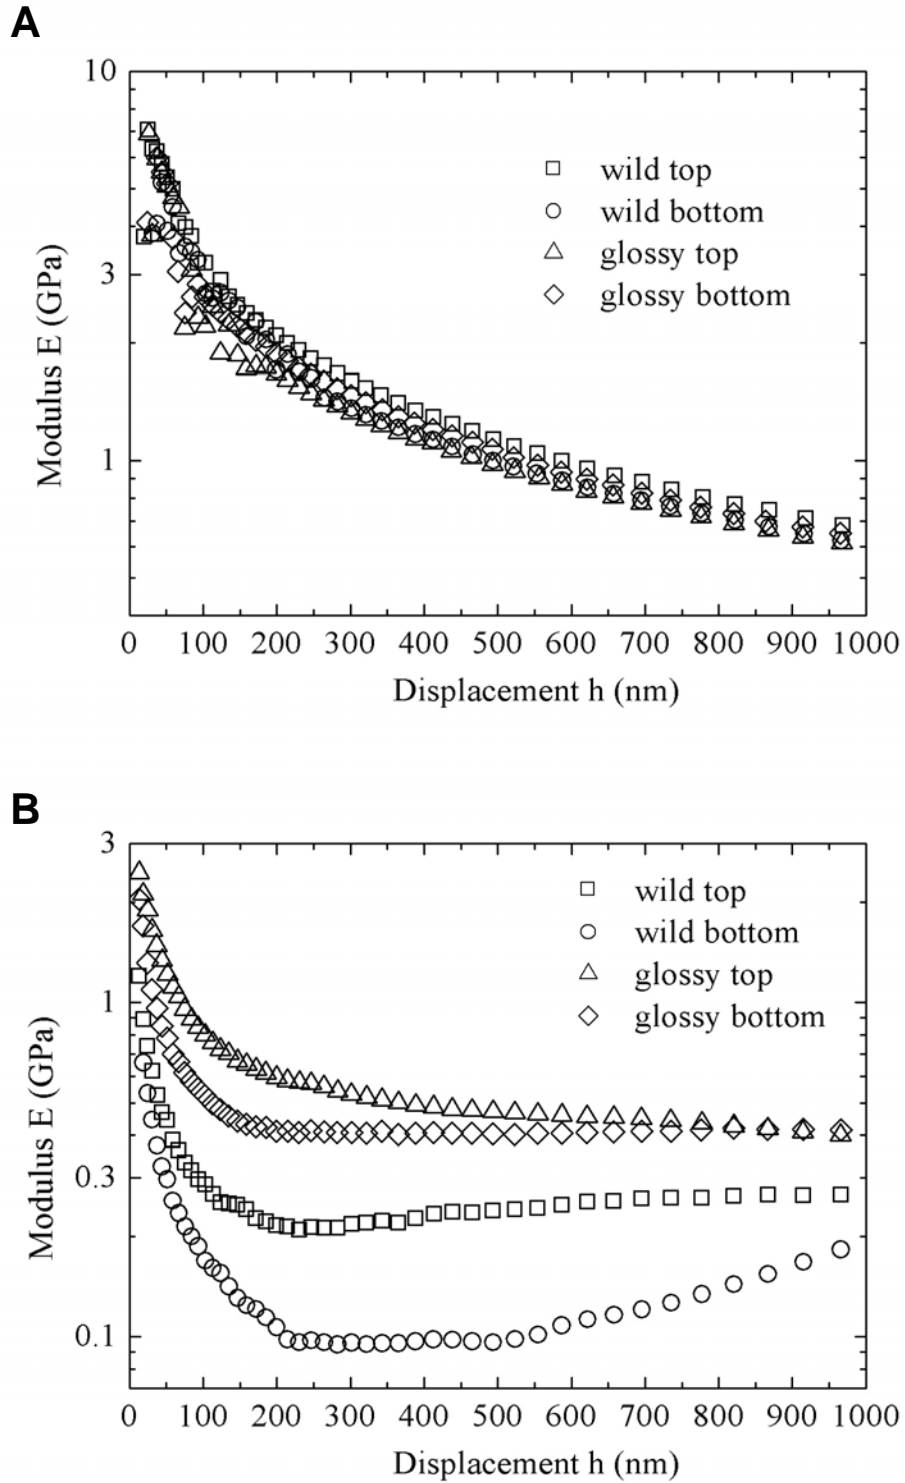 A
10
3
1
Modulus E (GPa)
wild top
wild bottom
glossy top
glossy bottom
0 100 200 300 400 500 600 700 800 900 1000
Displacement h (nm)
B
3
1
0.3
0.1
Modulus E (GPa)
wild top
wild bottom
glossy top
glossy bottom
0 100 200 300 400 500 600 700 800 900 1000
Displacement h (nm)